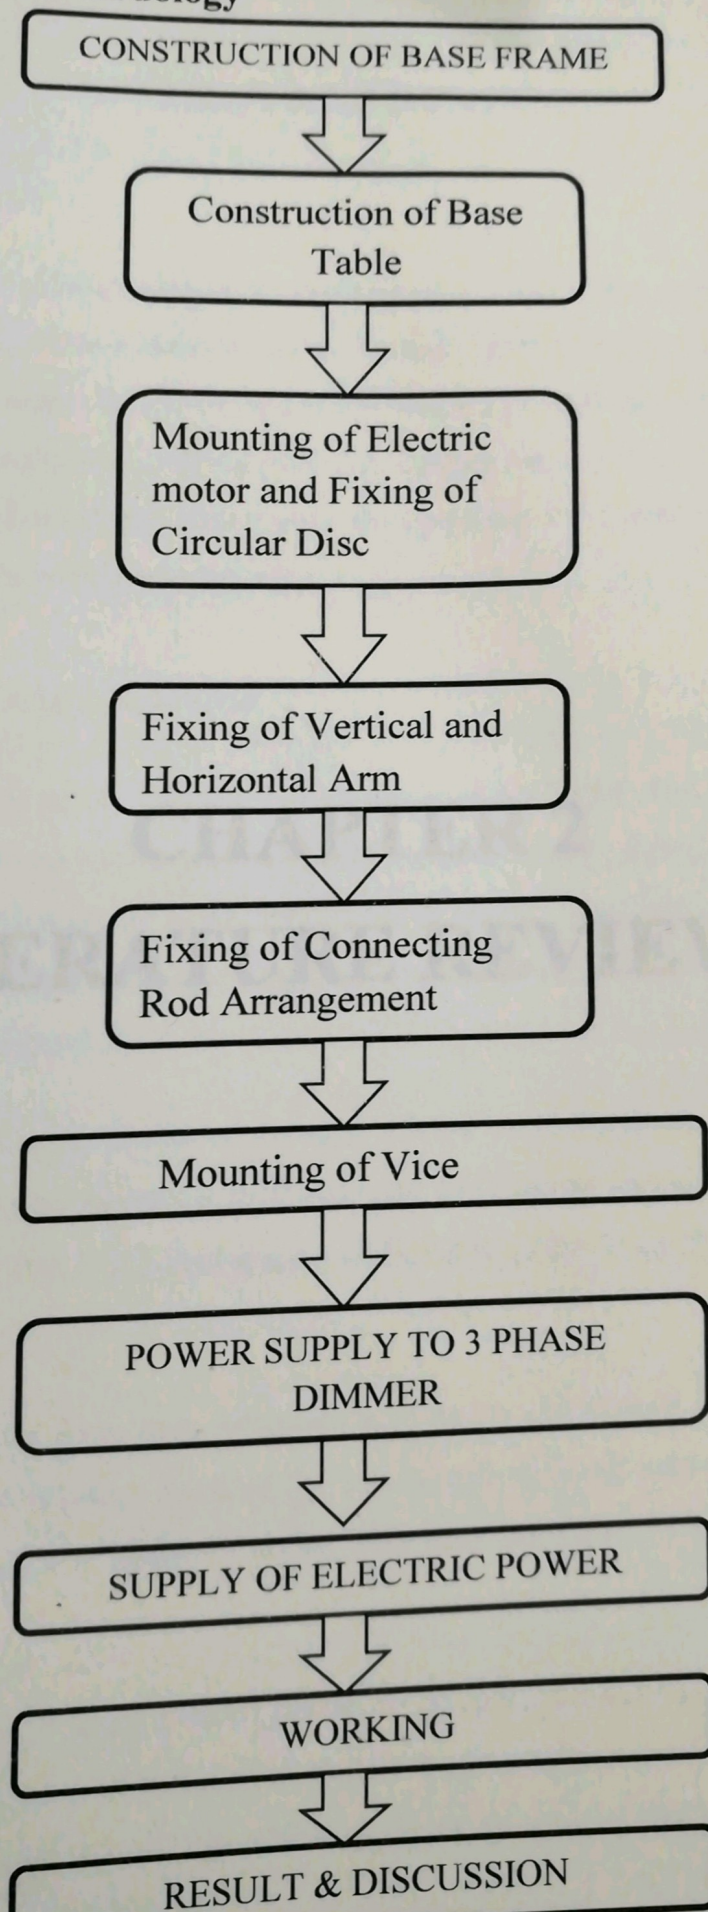 CONSTRUCTION OF BASE FRAME
Construction of Base
Table
Mounting of Electric
motor and Fixing of
Circular Disc
Fixing of Vertical and
Horizontal Arm
CHAPTER 2
Fixing of Connecting
Rod Arrangement
Mounting of Vice
POWER SUPPLY TO 3 PHASE
DIMMER
SUPPLY OF ELECTRIC POWER
WORKING
RESULT & DISCUSSION